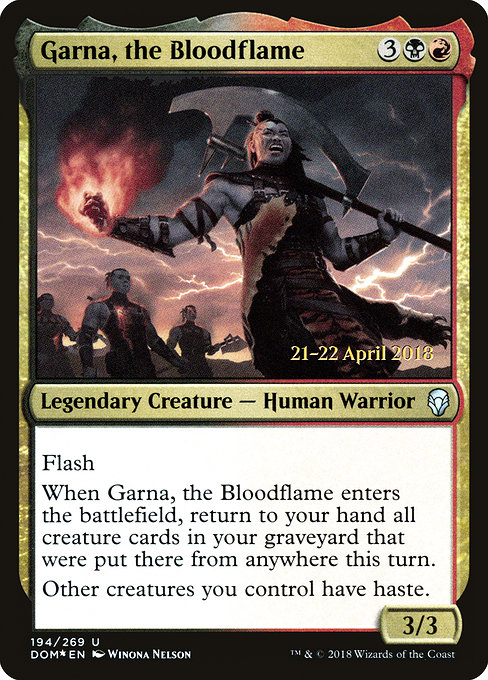 Garna, the Bloodflame 3
21–22 April 2018
Legendary Creature — Human Warrior
Flash
When Garna, the Bloodflame enters
the battlefield, return to your hand all
creature cards in your graveyard that
were put there from anywhere this turn.
Other creatures you control have haste.
3/3
194/269 U
DOM★EN Winona Nelson ™ & © 2018 Wizards of the Coast